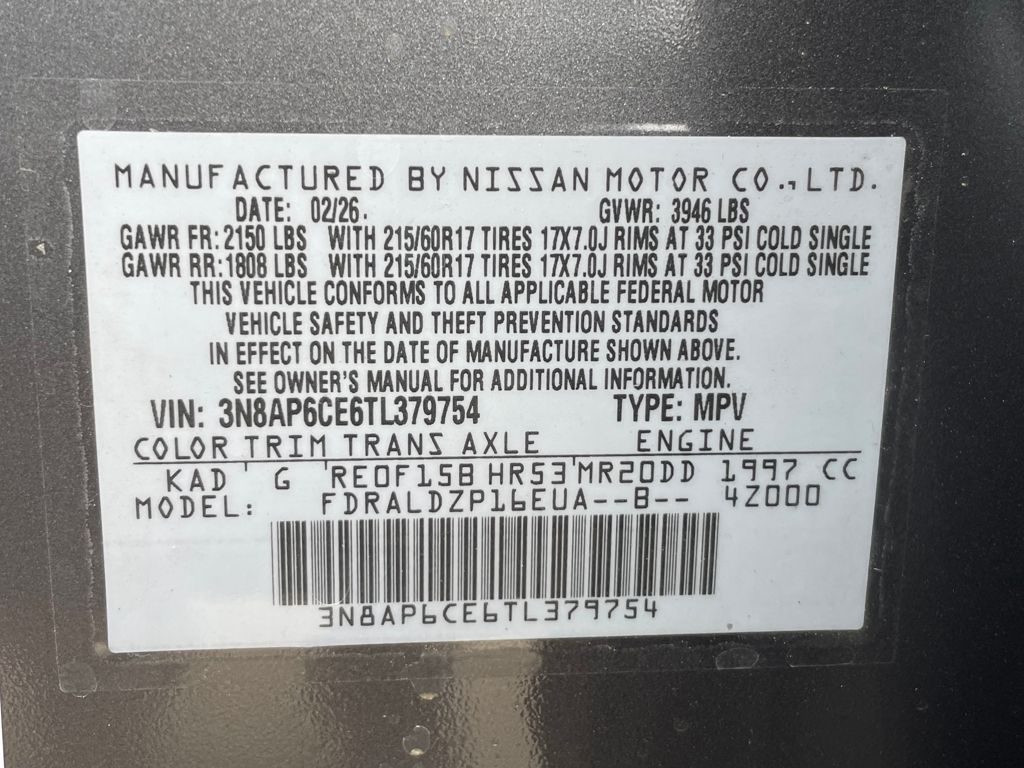 MANUFACTURED BY NISSAN MOTOR CO., LTD.
DATE: 02/26. GVWR: 3946 LBS
GAWR FR: 2150 LBS WITH 215/60R17 TIRES 17X7.0J RIMS AT 33 PSI COLD SINGLE
GAWR RR: 1808 LBS WITH 215/60R17 TIRES 17X7.0J RIMS AT 33 PSI COLD SINGLE
THIS VEHICLE CONFORMS TO ALL APPLICABLE FEDERAL MOTOR
VEHICLE SAFETY AND THEFT PREVENTION STANDARDS
IN EFFECT ON THE DATE OF MANUFACTURE SHOWN ABOVE.
SEE OWNER'S MANUAL FOR ADDITIONAL INFORMATION.
VIN: 3N8AP6CE6TL379754 TYPE: MPV
COLOR TRIM TRANS AXLE ENGINE
KAD G RE0F15B HR53 MR20DD 1997 CC
MODEL: FDRALDZP16EUA--B-- 4Z000
3N8AP6CE6TL379754